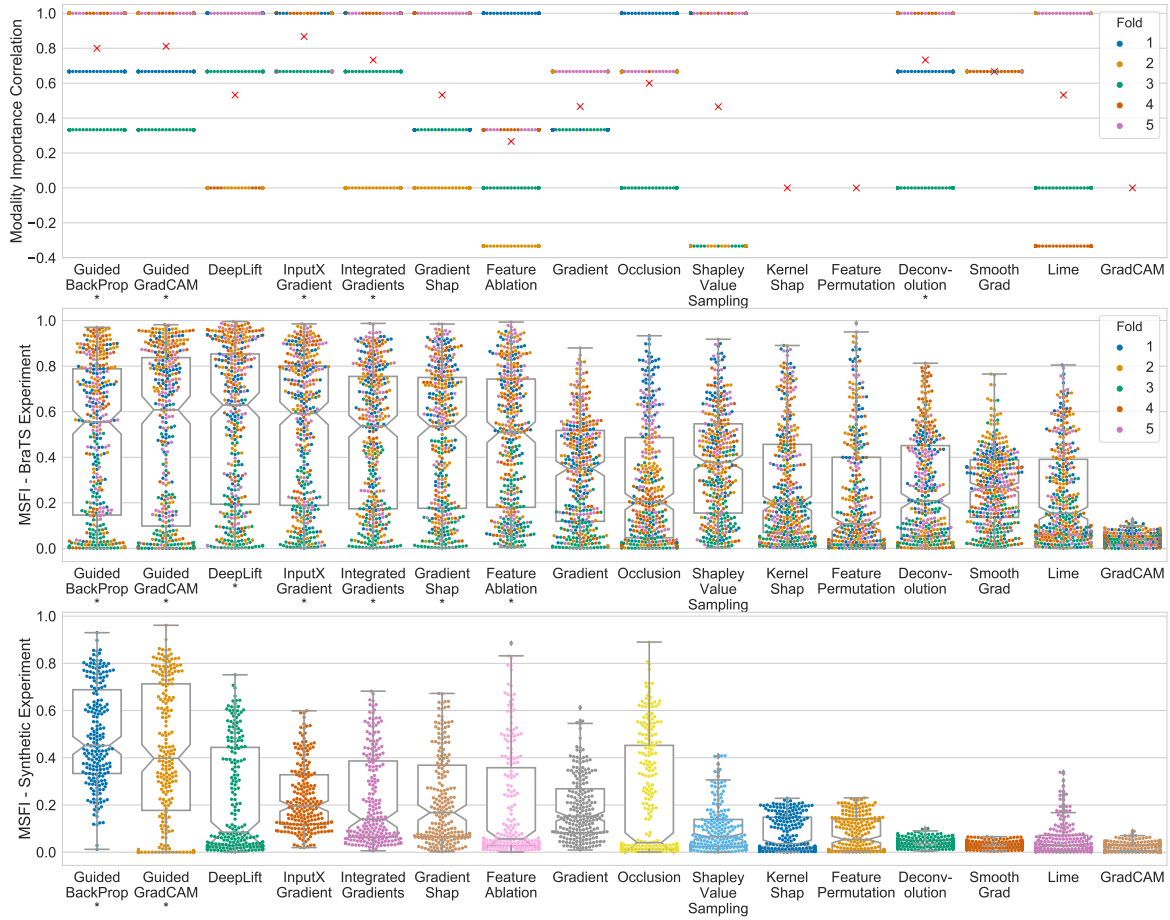 Modality Importance Correlation
1.0
0.8
0.6
0.4
0.2
0.0
−0.2
−0.4
Fold
1
2
3
4
5
Guided BackProp *
Guided GradCAM *
DeepLift
InputX Gradient *
Integrated Gradients *
Gradient Shap
Feature Ablation
Gradient
Occlusion
Shapley Value Sampling
Kernel Shap
Feature Permutation
Deconv- olution *
Smooth Grad
Lime
GradCAM
MSFI - BraTS Experiment
1.0
0.8
0.6
0.4
0.2
0.0
Fold
1
2
3
4
5
Guided BackProp *
Guided GradCAM *
DeepLift *
InputX Gradient *
Integrated Gradients *
Gradient Shap *
Feature Ablation *
Gradient
Occlusion
Shapley Value Sampling
Kernel Shap
Feature Permutation
Deconv- olution
Smooth Grad
Lime
GradCAM
MSFI - Synthetic Experiment
1.0
0.8
0.6
0.4
0.2
0.0
Guided BackProp *
Guided GradCAM *
DeepLift
InputX Gradient
Integrated Gradients
Gradient Shap
Feature Ablation
Gradient
Occlusion
Shapley Value Sampling
Kernel Shap
Feature Permutation
Deconv- olution
Smooth Grad
Lime
GradCAM